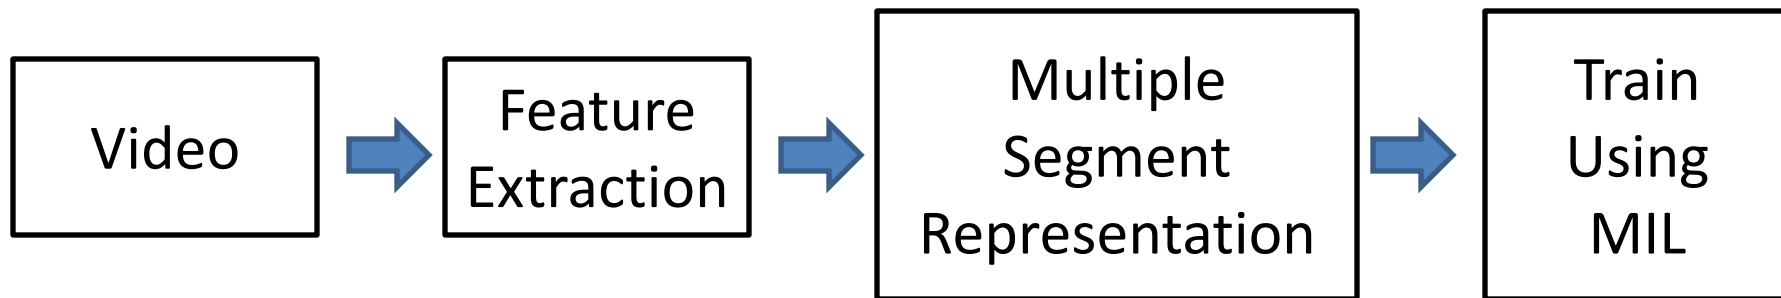 Video
Feature
Extraction
Multiple
Segment
Representation
Train
Using
MIL